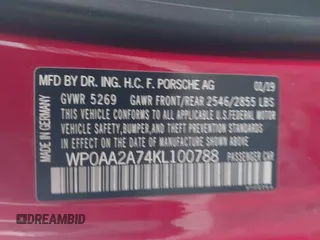 MFD. BY DR. ING. H.C. F. PORSCHE AG 01/19
GVWR 5269 GAWR FRONT/REAR 2546/2855 LBS
THIS VEHICLE CONFORMS TO ALL APPLICABLE U.S. FEDERAL
MOTOR VEHICLE SAFETY, BUMPER, AND THEFT PREVENTION
STANDARDS IN EFFECT ON THE DATE OF MANUFACTURE
SHOWN ABOVE.
MADE IN GERMANY
WP0AA2A74KL100788 PASSENGER CAR
DREAMBID